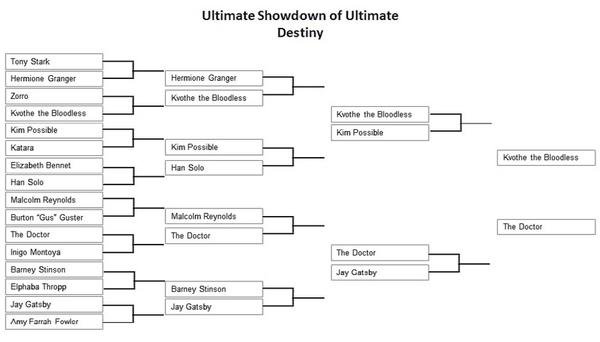 Ultimate Showdown of Ultimate
Destiny
Tony Stark
Hermione Granger
Zorro
Kvothe the Bloodless
Kim Possible
Katara
Elizabeth Bennet
Han Solo
Malcolm Reynolds
Burton "Gus" Guster
The Doctor
Inigo Montoya
Barney Stinson
Elphaba Thropp
Jay Gatsby
Amy Farrah Fowler
Hermione Granger
Kvothe the Bloodless
Kim Possible
Han Solo
Malcolm Reynolds
The Doctor
Barney Stinson
Jay Gatsby
Kvothe the Bloodless
Kim Possible
The Doctor
Jay Gatsby
Kvothe the Bloodless
The Doctor